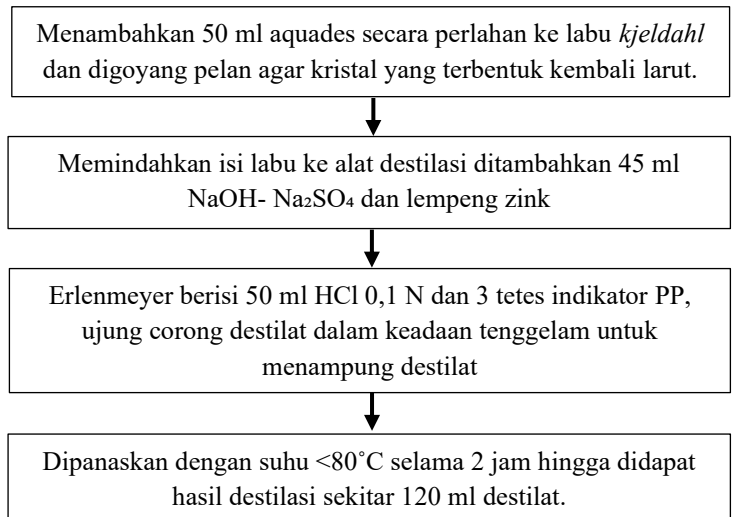 Menambahkan 50 ml aquades secara perlahan ke labu kjeldahl
dan digoyang pelan agar kristal yang terbentuk kembali larut.
Memindahkan isi labu ke alat destilasi ditambahkan 45 ml
NaOH- Na₂SO₄ dan lempeng zink
Erlenmeyer berisi 50 ml HCl 0,1 N dan 3 tetes indikator PP,
ujung corong destilat dalam keadaan tenggelam untuk
menampung destilat
Dipanaskan dengan suhu <80˚C selama 2 jam hingga didapat
hasil destilasi sekitar 120 ml destilat.